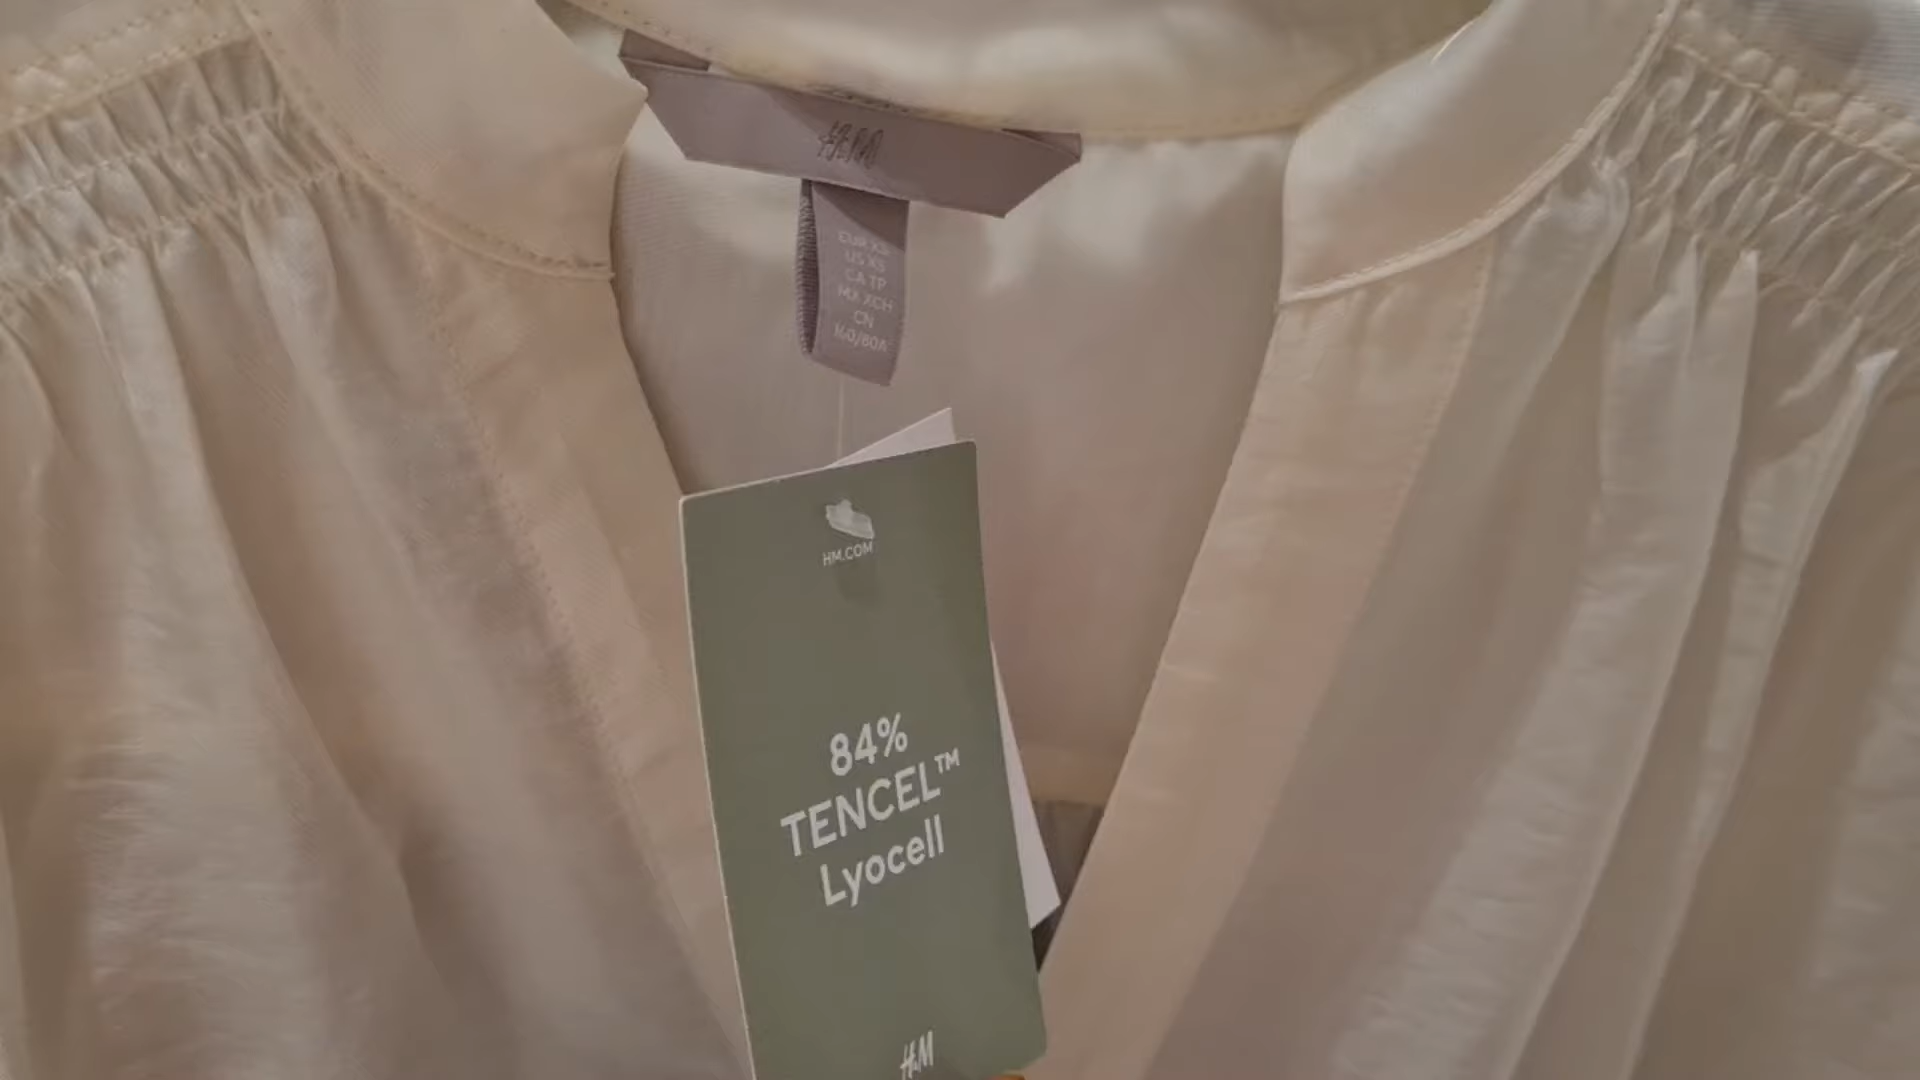 H&M
EUR XS
US XS
CA TP
MX XCH
CN
160/80A
HM.COM
84%
TENCEL™
Lyocell
H&M